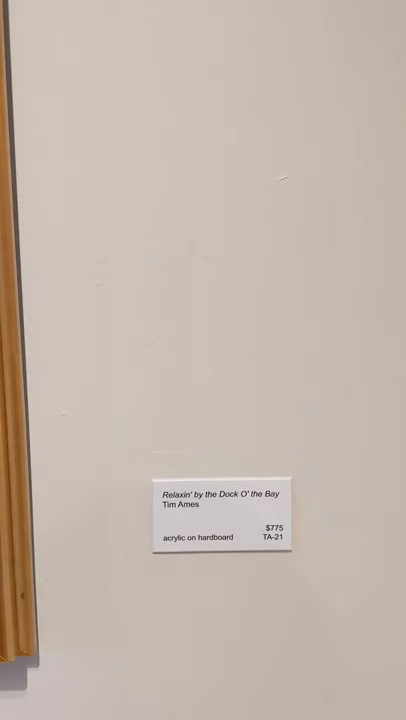 Relaxin' by the Dock O' the Bay
Tim Ames
$775
acrylic on hardboard TA-21